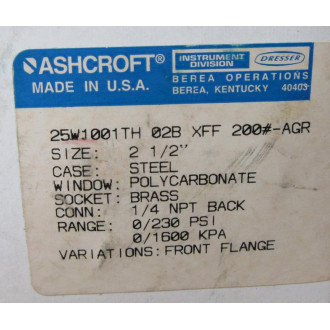 ASHCROFT®
MADE IN U.S.A.
INSTRUMENT
DIVISION
DRESSER
BEREA OPERATIONS
BEREA, KENTUCKY 40403
25W1001TH 02B XFF 200#-AGR
SIZE: 2 1/2"
CASE: STEEL
WINDOW: POLYCARBONATE
SOCKET: BRASS
CONN: 1/4 NPT BACK
RANGE: 0/230 PSI
0/1600 KPA
VARIATIONS: FRONT FLANGE